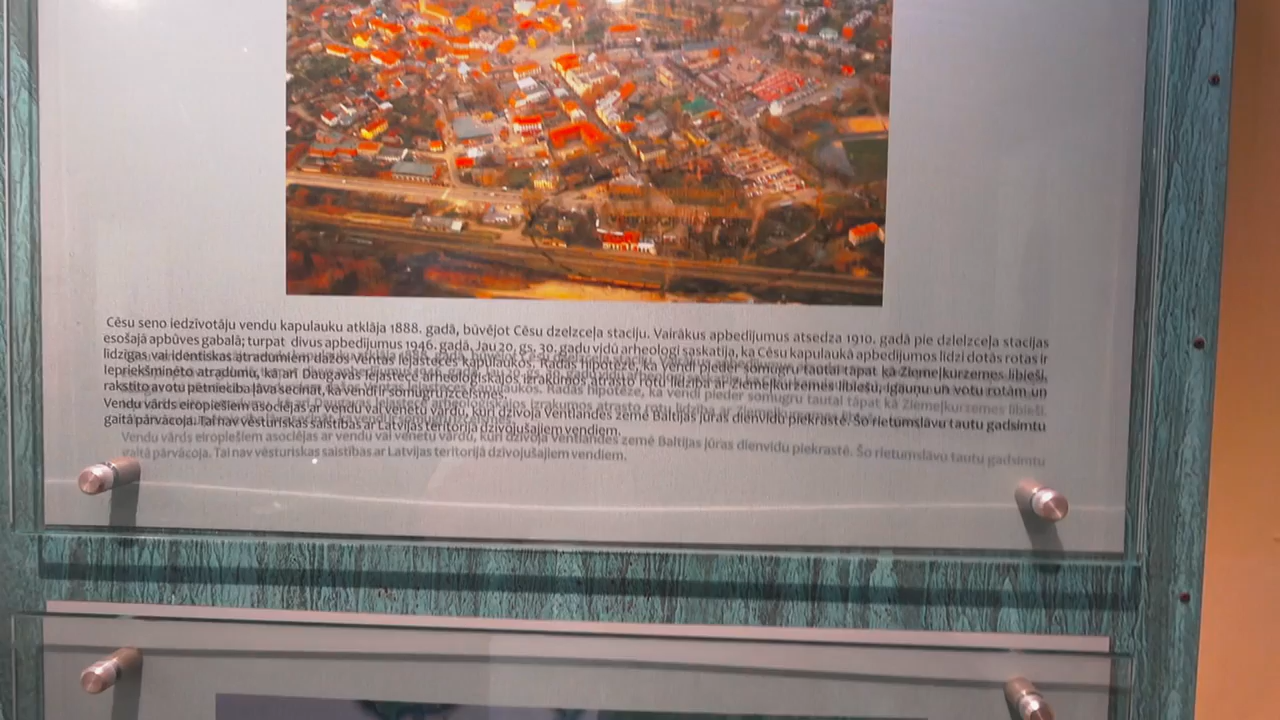 Cēsu seno iedzīvotāju vendu kapulauku atklāja 1888. gadā, būvējot Cēsu dzelzceļa staciju. Vairākus apbedījumus atsedza 1910. gadā pie dzlelzceļa stacijas
esošajā apbūves gabalā; turpat divus apbedījumus 1946. gadā. Jau 20. gs. 30. gadu vidū arheologi saskatīja, ka Cēsu kapulaukā apbedījumos līdzi dotās rotas ir
līdzīgas vai identiskas atradumiem dažos Ventas lejasteces kapulaukos. Radās hipotēze, ka vendi pieder somugru tautai tāpat kā Ziemeļkurzemes lībieši.
Iepriekšminēto atradumu, kā arī Daugavas lejastecē arheoloģiskajos izrakumos atrasto rotu līdzība ar Ziemeļkurzemes lībiešu, igauņu un votu rotām un
rakstīto avotu pētniecība ļāva secināt, ka vendi ir somugru izcelsmes.
Vendu vārds eiropiešiem asociējas ar vendu vai venetu vārdu, kuri dzīvoja Ventlandes zemē Baltijas jūras dienvidu piekrastē. Šo rietumslāvu tautu gadsimtu
gaitā pārvācoja. Tai nav vēsturiskas saistības ar Latvijas teritorijā dzīvojušajiem vendiem.